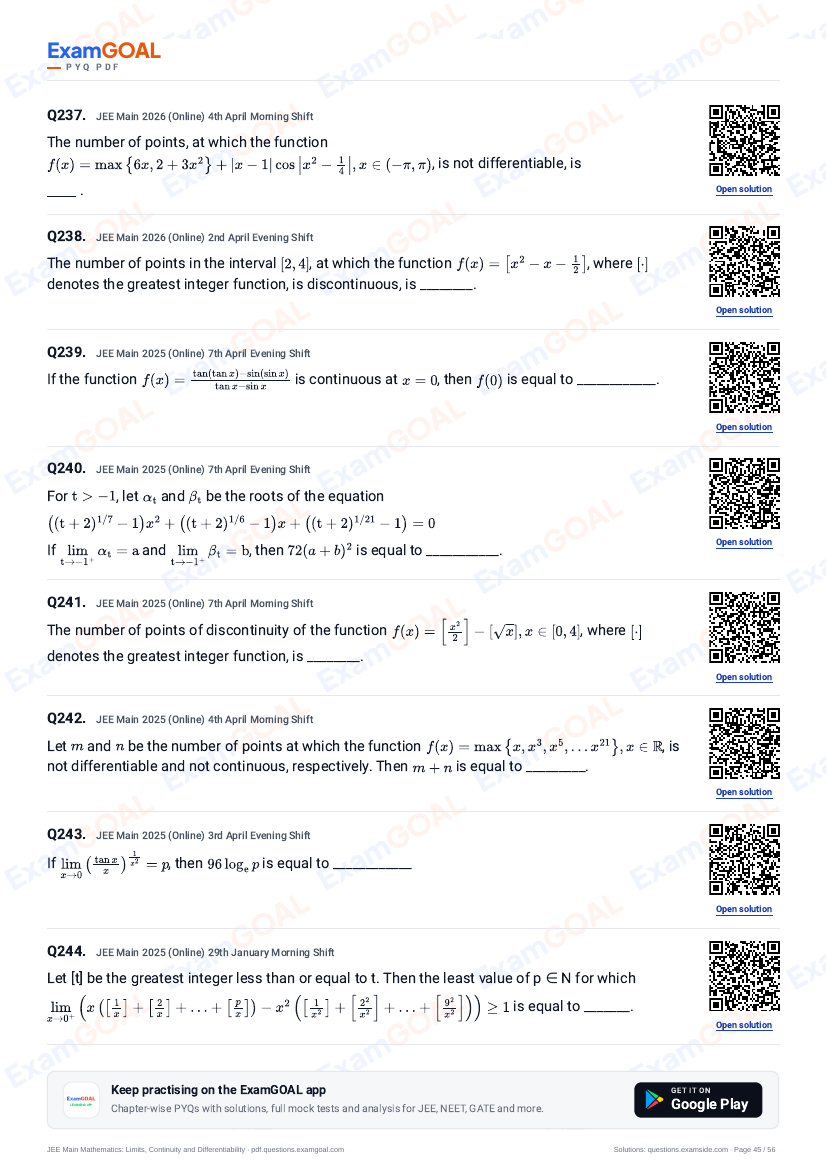 ExamGOAL
PYQ PDF
Q237. JEE Main 2026 (Online) 4th April Morning Shift
The number of points, at which the function
f(x) = max {6x, 2 + 3x²} + |x − 1| cos |x² − 1/4|, x ∈ (−π, π), is not differentiable, is
____ .
Open solution
Q238. JEE Main 2026 (Online) 2nd April Evening Shift
The number of points in the interval [2, 4], at which the function f(x) = [x² − x − 1/2], where [·]
denotes the greatest integer function, is discontinuous, is ________.
Open solution
Q239. JEE Main 2025 (Online) 7th April Evening Shift
If the function f(x) = (tan(tan x)−sin(sin x))/(tan x−sin x) is continuous at x = 0, then f(0) is equal to ____________.
Open solution
Q240. JEE Main 2025 (Online) 7th April Evening Shift
For t > −1, let αₜ and βₜ be the roots of the equation
((t + 2)^{1/7} − 1)x² + ((t + 2)^{1/6} − 1)x + ((t + 2)^{1/21} − 1) = 0
If lim_{t→−1⁺} αₜ = a and lim_{t→−1⁺} βₜ = b, then 72(a + b)² is equal to ___________.
Open solution
Q241. JEE Main 2025 (Online) 7th April Morning Shift
The number of points of discontinuity of the function f(x) = [x²/2] − [√x], x ∈ [0, 4], where [·]
denotes the greatest integer function, is ________.
Open solution
Q242. JEE Main 2025 (Online) 4th April Morning Shift
Let m and n be the number of points at which the function f(x) = max {x, x³, x⁵, … x²¹}, x ∈ ℝ, is
not differentiable and not continuous, respectively. Then m + n is equal to _________.
Open solution
Q243. JEE Main 2025 (Online) 3rd April Evening Shift
If lim_{x→0} (tan x/x)^{1/x²} = p, then 96 logₑ p is equal to ____________
Open solution
Q244. JEE Main 2025 (Online) 29th January Morning Shift
Let [t] be the greatest integer less than or equal to t. Then the least value of p ∈ N for which
lim_{x→0⁺} (x ([1/x] + [2/x] + … + [p/x]) − x² ([1/x²] + [2²/x²] + … + [9²/x²])) ≥ 1 is equal to _______.
Open solution
ExamGOAL
Keep practising on the ExamGOAL app
Chapter-wise PYQs with solutions, full mock tests and analysis for JEE, NEET, GATE and more.
GET IT ON
Google Play
JEE Main Mathematics: Limits, Continuity and Differentiability · pdf.questions.examgoal.com
Solutions: questions.examside.com · Page 45 / 56